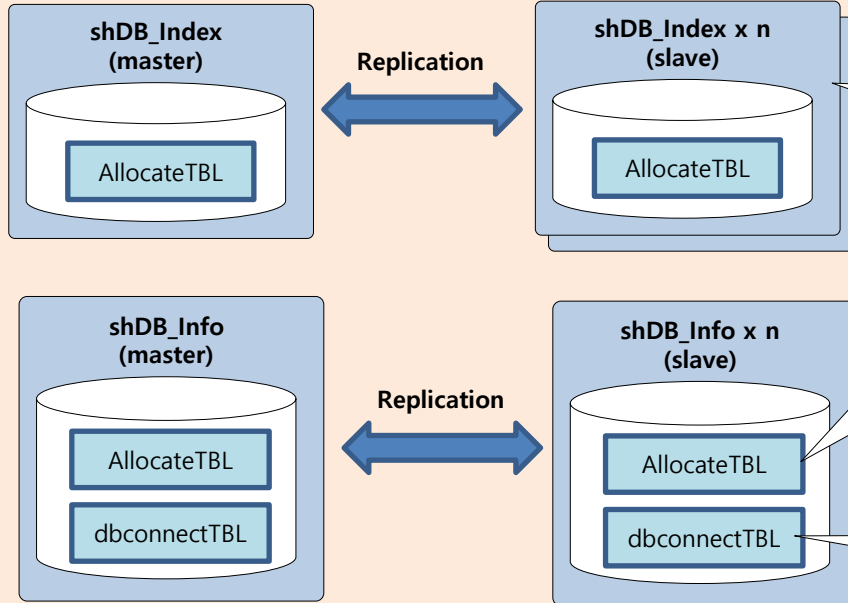 shDB_Index
(master)
Replication
shDB_Index x n
(slave)
AllocateTBL
AllocateTBL
shDB_Info
(master)
Replication
shDB_Info x n
(slave)
AllocateTBL
dbconnectTBL
AllocateTBL
dbconnectTBL